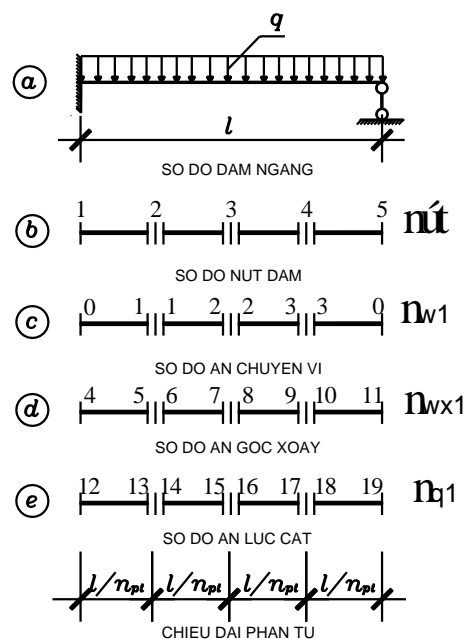 q
a
l
SO DO DAM NGANG
1 2 3 4 5 nút
b
SO DO NUT DAM
0 1 1 2 2 3 3 0 nw1
c
SO DO AN CHUYEN VI
4 5 6 7 8 9 10 11 nwx1
d
SO DO AN GOC XOAY
12 13 14 15 16 17 18 19 nq1
e
SO DO AN LUC CAT
l/npt l/npt l/npt l/npt
CHIEU DAI PHAN TU